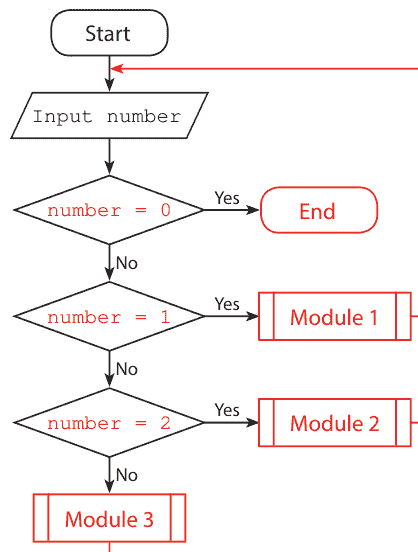 Start
Input number
number = 0
Yes
End
No
number = 1
Yes
Module 1
No
number = 2
Yes
Module 2
No
Module 3